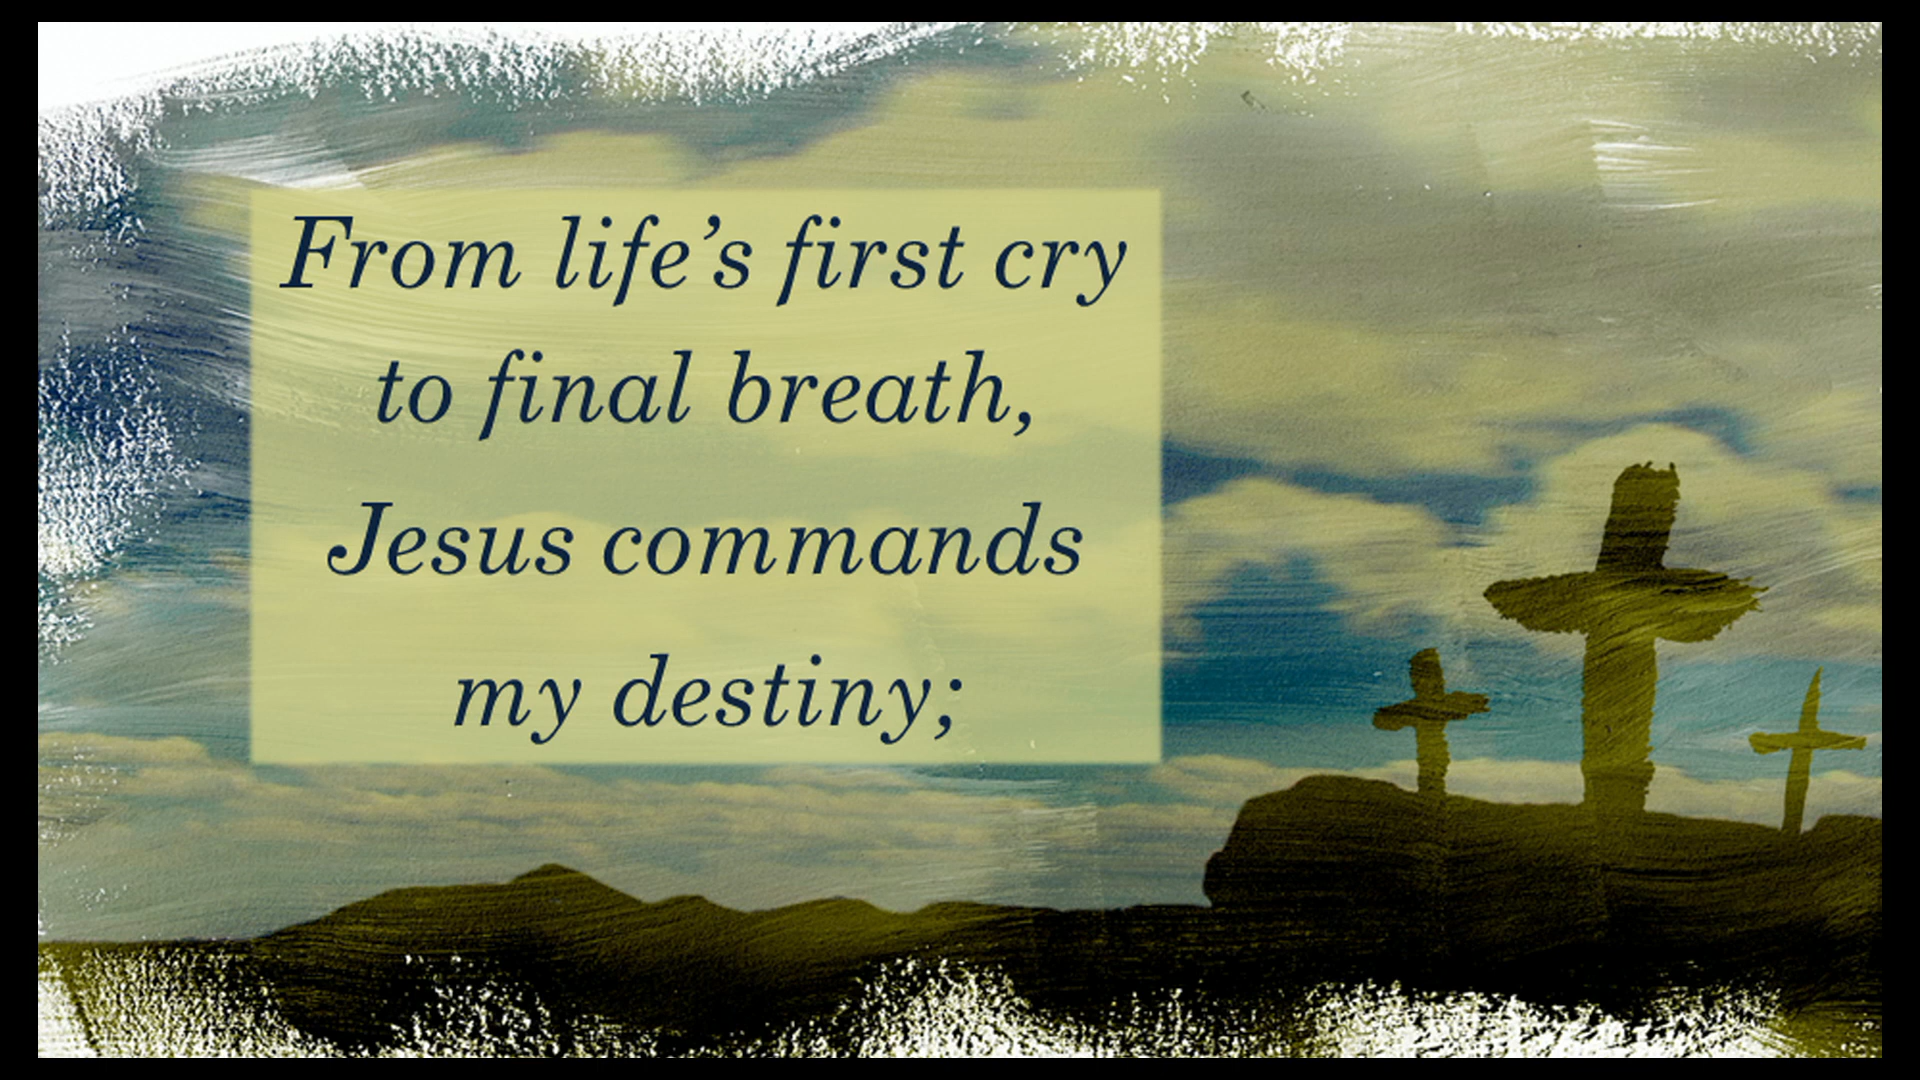 From life’s first cry
to final breath,
Jesus commands
my destiny;